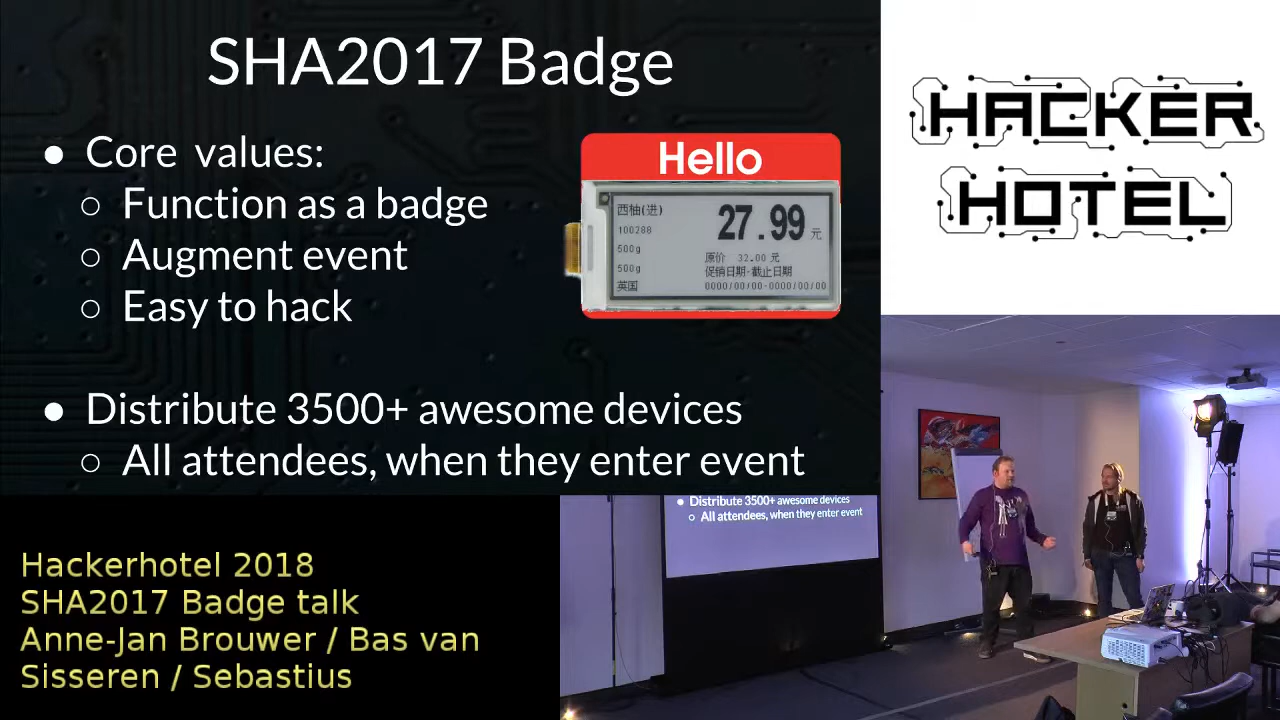 SHA2017 Badge
● Core values:
○ Function as a badge
○ Augment event
○ Easy to hack
● Distribute 3500+ awesome devices
○ All attendees, when they enter event
Hello
西柚(进)
27.99 元
100288
500g
原价 32.00 元
500g
促销日期·截止日期
英国
0000/00/00-0000/00/00
HACKER
HOTEL
● Distribute 3500+ awesome devices
○ All attendees, when they enter event
Hackerhotel 2018
SHA2017 Badge talk
Anne-Jan Brouwer / Bas van
Sisseren / Sebastius